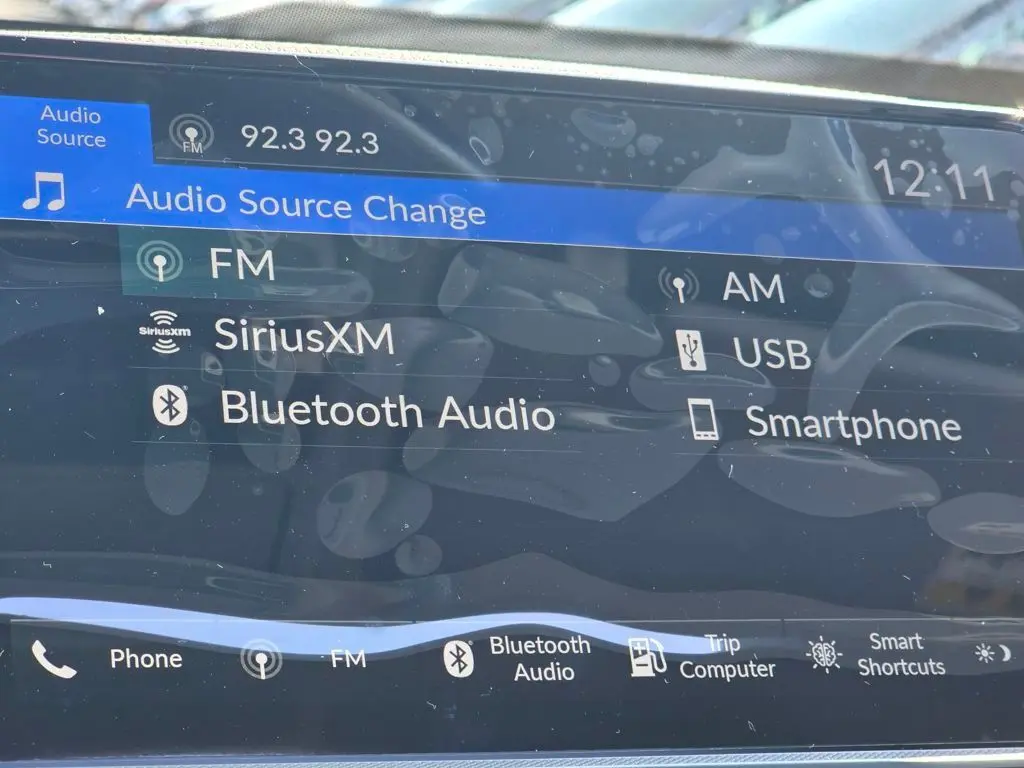 Audio
Source
FM
92.3 92.3
12:11
Audio Source Change
FM
AM
SiriusXM
SiriusXM
USB
Bluetooth Audio
Smartphone
Phone
FM
Bluetooth
Audio
Trip
Computer
Smart
Shortcuts